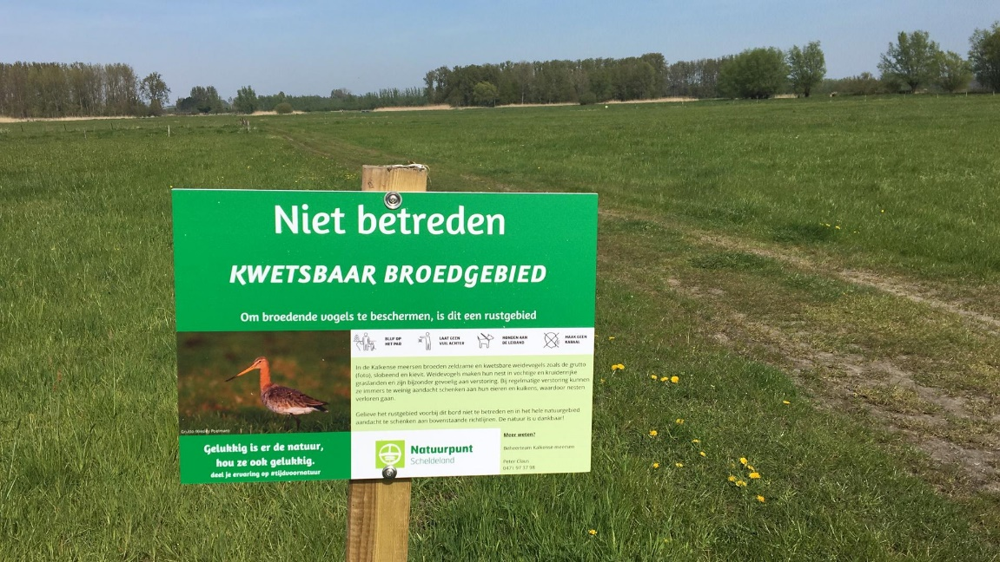 Niet betreden
KWETSBAAR BROEDGEBIED
Om broedende vogels te beschermen, is dit een rustgebied
BLIJF OP
HET PAD
LAAT GEEN
VUIL ACHTER
HONDEN AAN
DE LEIBAND
MAAK GEEN
KABAAL
In de Kalkense meersen broeden zeldzame en kwetsbare weidevogels zoals de grutto
(foto), slobeend en kievit. Weidevogels maken hun nest in vochtige en kruidenrijke
graslanden en zijn bijzonder gevoelig aan verstoring. Bij regelmatige verstoring kunnen
ze immers te weinig aandacht schenken aan hun eieren en kuikens, waardoor nesten
verloren gaan.
Gelieve het rustgebied voorbij dit bord niet te betreden en in het hele natuurgebied
aandacht te schenken aan bovenstaande richtlijnen. De natuur is u dankbaar!
Grutto
Gelukkig is er de natuur,
hou ze ook gelukkig.
deel je ervaring op #tijdvoornatuur
Natuurpunt
Scheldeland
Meer weten?
Beheerteam Kalkense meersen
Peter Claus
0471 97 37 98